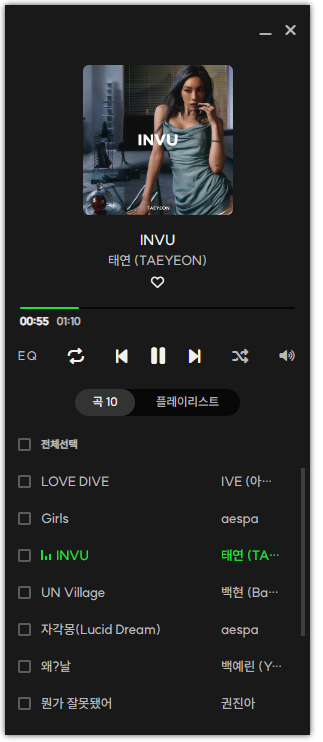 INVU
TAEYEON
INVU
태연 (TAEYEON)
00:55 01:10
EQ
곡 10 플레이리스트
전체선택
LOVE DIVE IVE (아···
Girls aespa
INVU 태연 (TA···
UN Village 백현 (Ba···
자각몽(Lucid Dream) aespa
왜?날 백예린 (Y···
뭔가 잘못됐어 권진아